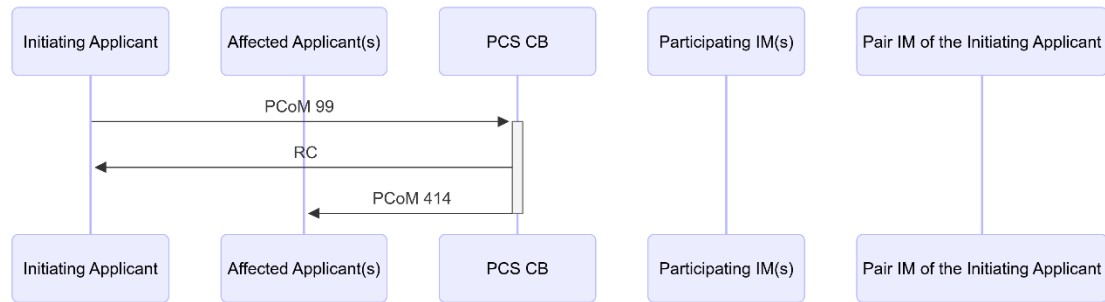 Initiating Applicant
Affected Applicant(s)
PCS CB
Participating IM(s)
Pair IM of the Initiating Applicant
PCoM 99
RC
PCoM 414
Initiating Applicant
Affected Applicant(s)
PCS CB
Participating IM(s)
Pair IM of the Initiating Applicant